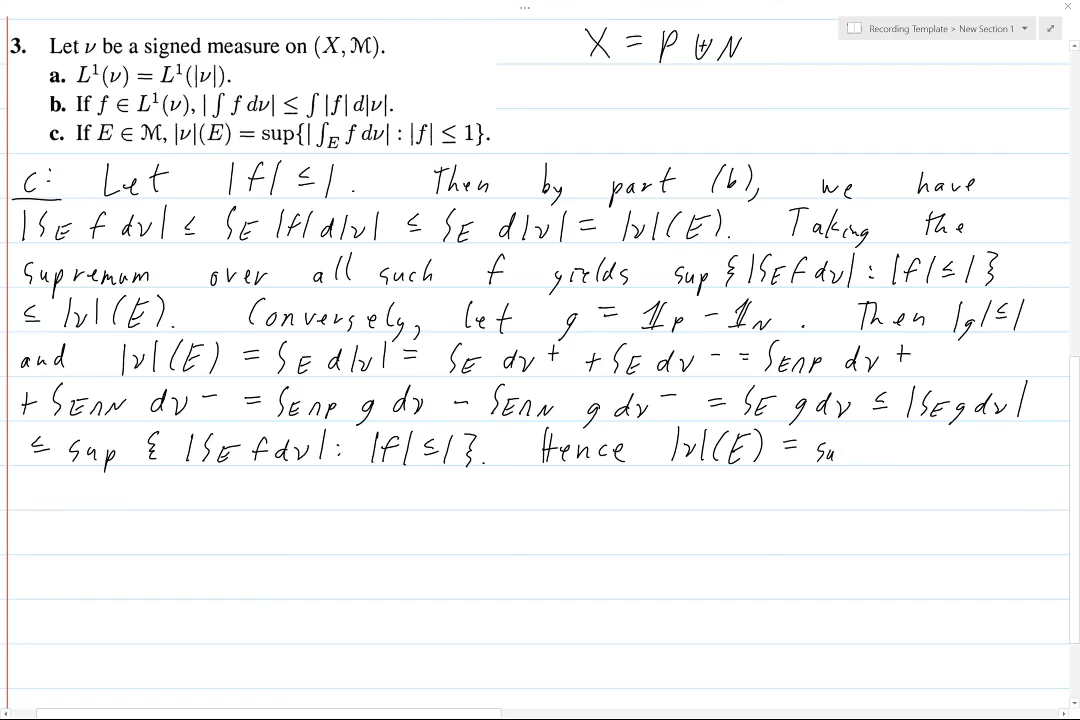 ...
Recording Template > New Section 1
3. Let ν be a signed measure on (X, ℳ).
X = P ⊎ N
a. L¹(ν) = L¹(|ν|).
b. If f ∈ L¹(ν), |∫ f dν| ≤ ∫ |f| d|ν|.
c. If E ∈ ℳ, |ν|(E) = sup{|∫_E f dν| : |f| ≤ 1}.
c: Let |f| ≤ 1. Then by part (b), we have
|∫_E f dν| ≤ ∫_E |f| d|ν| ≤ ∫_E d|ν| = |ν|(E). Taking the
supremum over all such f yields sup {|∫_E f dν| : |f| ≤ 1}
≤ |ν|(E). Conversely, let g = 𝟙_P - 𝟙_N. Then |g| ≤ 1
and |ν|(E) = ∫_E d|ν| = ∫_E dν⁺ + ∫_E dν⁻ = ∫_{E∩P} dν⁺
+ ∫_{E∩N} dν⁻ = ∫_{E∩P} g dν - ∫_{E∩N} g dν⁻ = ∫_E g dν ≤ |∫_E g dν|
≤ sup {|∫_E f dν| : |f| ≤ 1}. Hence |ν|(E) = su